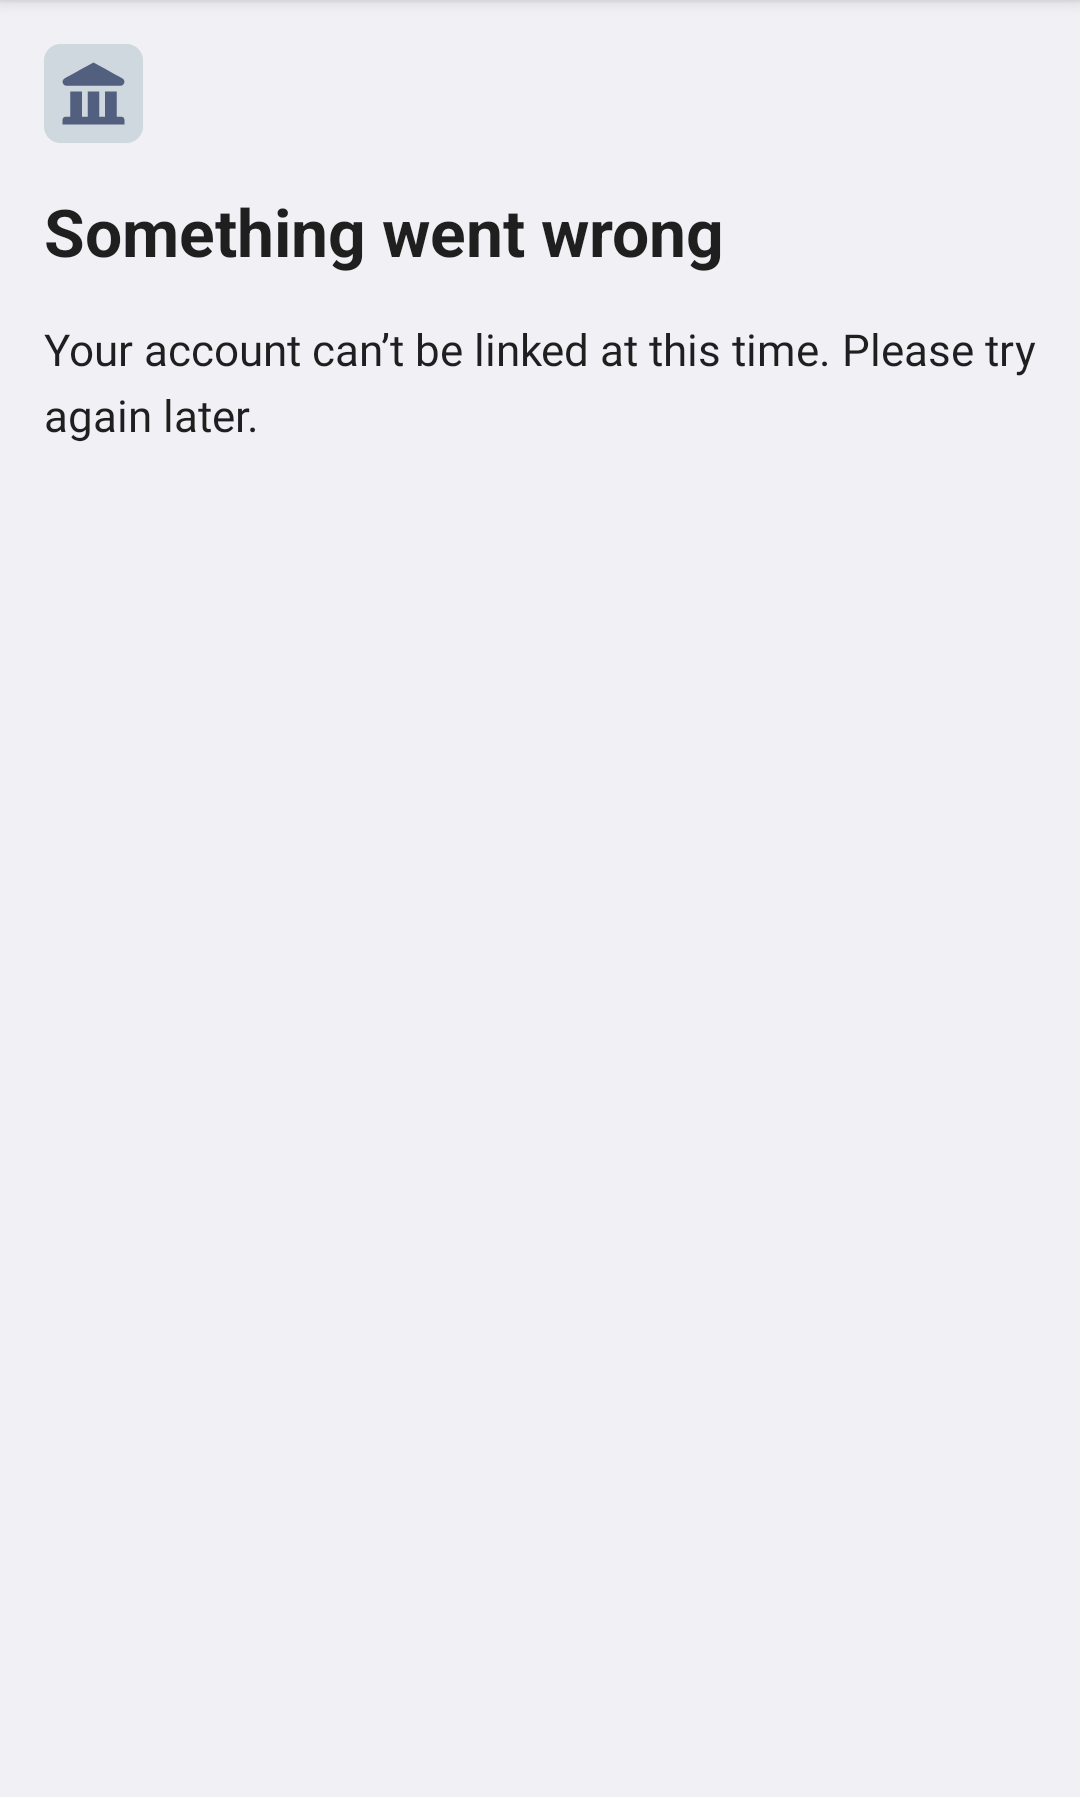 Something went wrong
Your account can’t be linked at this time. Please try
again later.